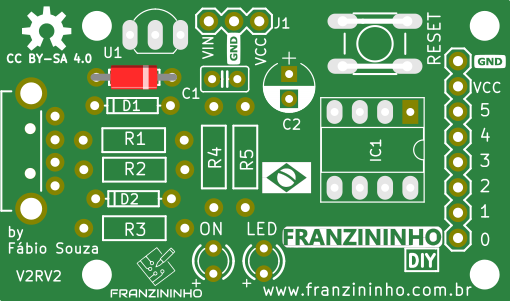 CC BY-SA 4.0
U1
J1
VIN
GND
VCC
RESET
C1
C2
D1
R1
R2
D2
R3
R4
R5
IC1
GND
VCC
5
4
3
2
1
0
by
Fábio Souza
V2RV2
FRANZININHO
ON
LED
+
+
+
FRANZININHO
DIY
www.franzininho.com.br